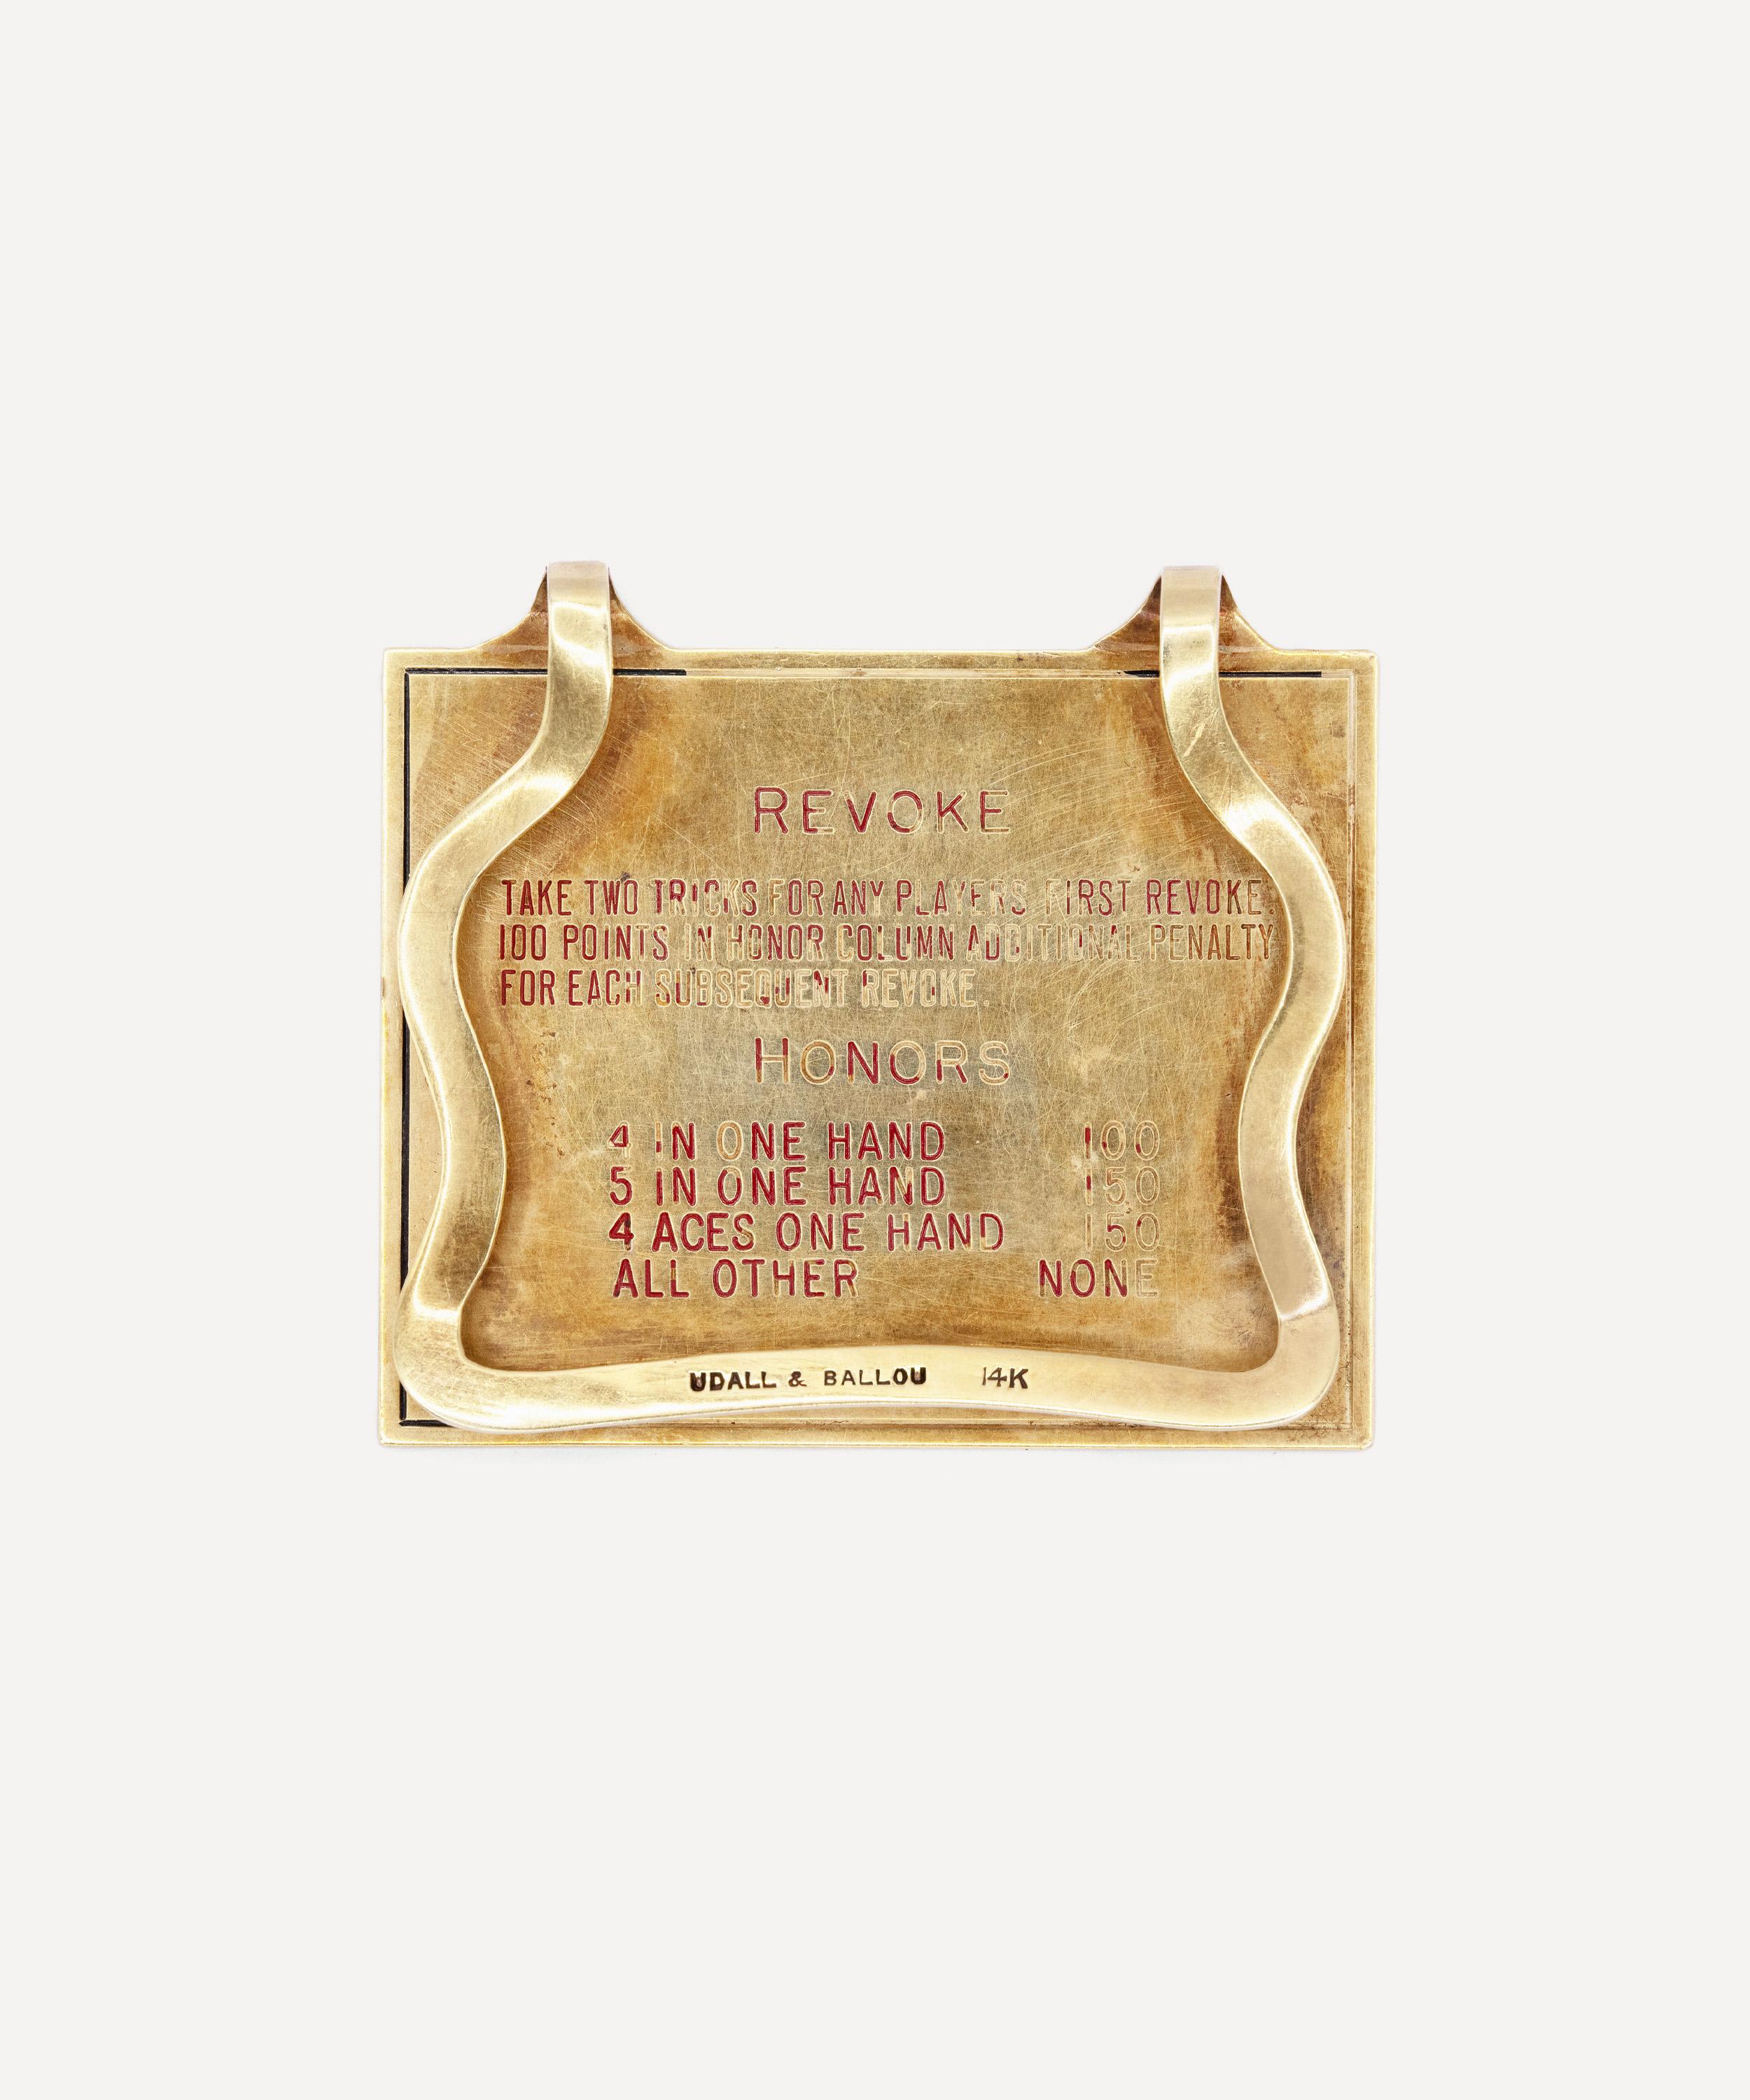 REVOKE
TAKE TWO TRICKS FOR ANY PLAYERS FIRST REVOKE.
100 POINTS IN HONOR COLUMN ADDITIONAL PENALTY
FOR EACH SUBSEQUENT REVOKE.
HONORS
4 IN ONE HAND 100
5 IN ONE HAND 150
4 ACES ONE HAND 150
ALL OTHER NONE
UDALL & BALLOU 14K